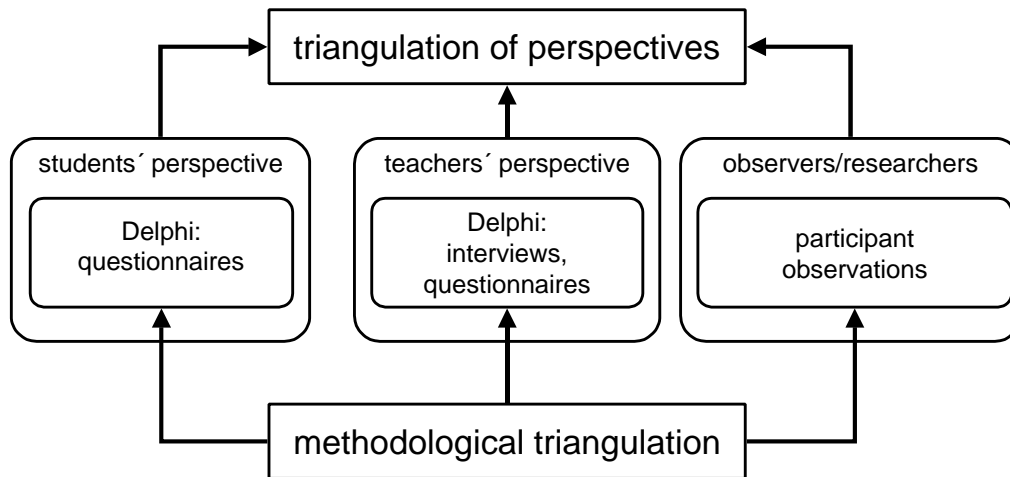 triangulation of perspectives
students´ perspective
Delphi:
questionnaires
teachers´ perspective
Delphi:
interviews,
questionnaires
observers/researchers
participant
observations
methodological triangulation